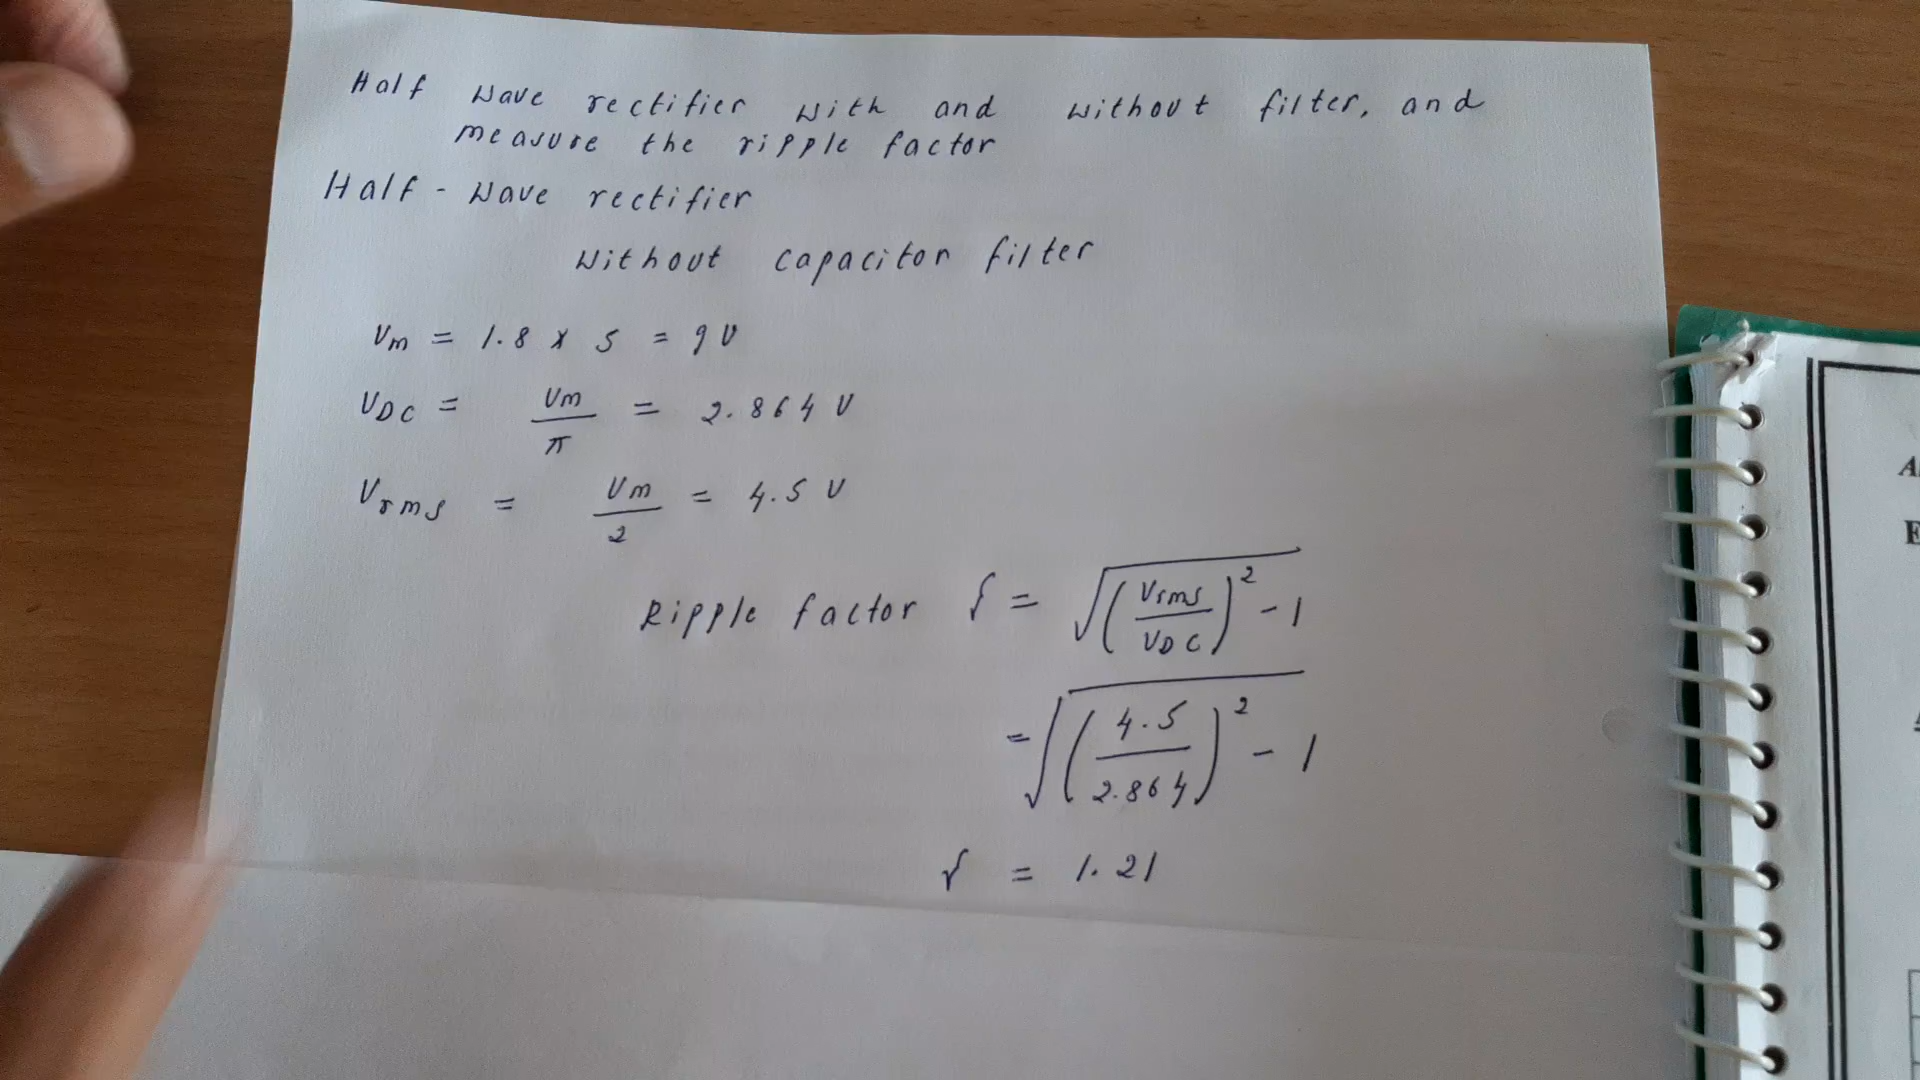 Half wave rectifier with and without filter, and
measure the ripple factor
Half - wave rectifier
without capacitor filter
Vm = 1.8 x 5 = 9V
VDC = Vm/π = 2.864 V
Vrms = Vm/2 = 4.5 V
Ripple factor r = √((Vrms/VDC)² - 1
= √((4.5/2.864)² - 1
r = 1.21